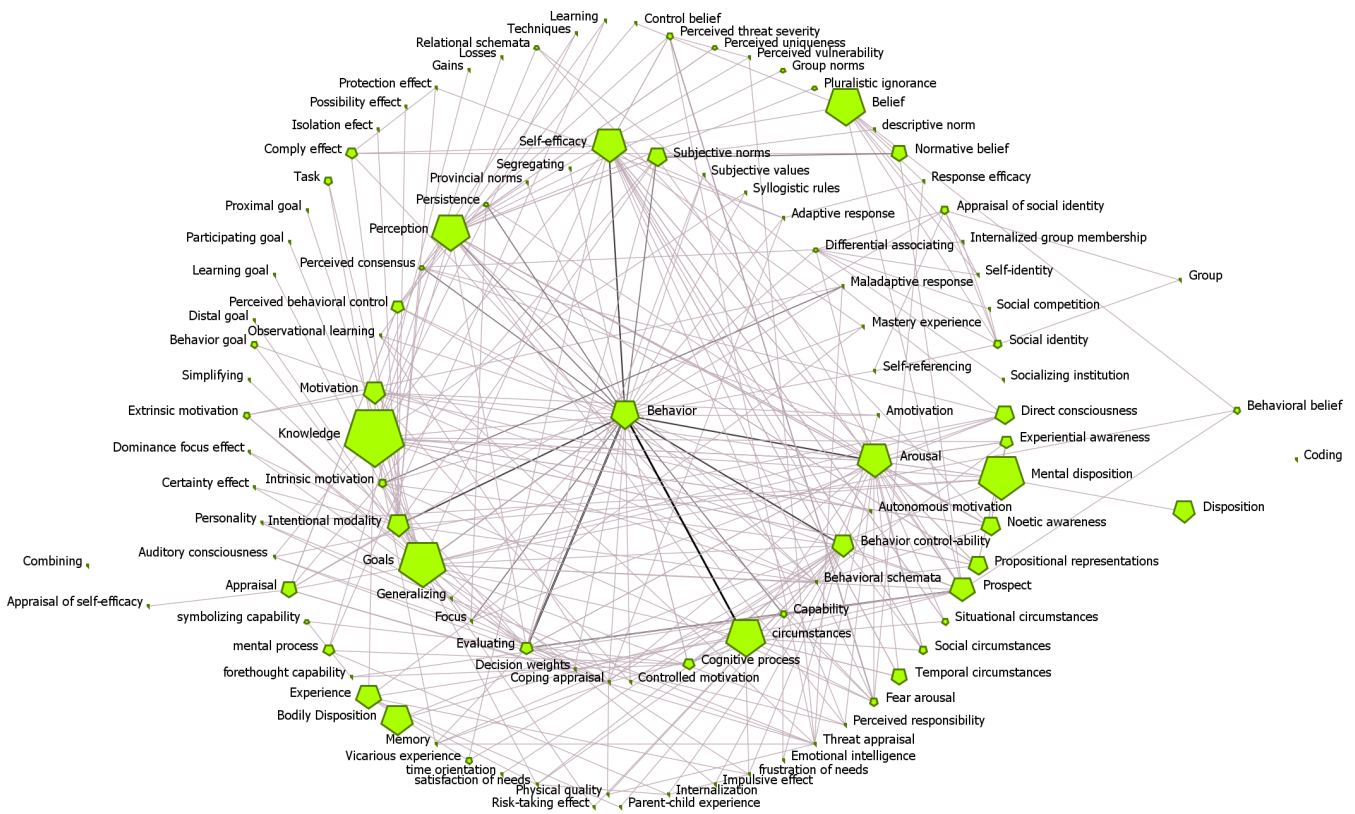 Learning
Control belief
Techniques
Perceived threat severity
Relational schemata
Perceived uniqueness
Losses
Perceived vulnerability
Gains
Group norms
Protection effect
Pluralistic ignorance
Possibility effect
Belief
Isolation efect
descriptive norm
Self-efficacy
Comply effect
Subjective norms
Normative belief
Segregating
Subjective values
Task
Provincial norms
Response efficacy
Syllogistic rules
Persistence
Proximal goal
Adaptive response
Appraisal of social identity
Perception
Participating goal
Differential associating
Internalized group membership
Perceived consensus
Learning goal
Self-identity
Group
Maladaptive response
Perceived behavioral control
Social competition
Distal goal
Mastery experience
Observational learning
Behavior goal
Social identity
Self-referencing
Simplifying
Socializing institution
Motivation
Extrinsic motivation
Behavior
Amotivation
Direct consciousness
Behavioral belief
Knowledge
Experiential awareness
Dominance focus effect
Arousal
Coding
Mental disposition
Intrinsic motivation
Certainty effect
Autonomous motivation
Disposition
Personality
Intentional modality
Noetic awareness
Behavior control-ability
Auditory consciousness
Combining
Goals
Propositional representations
Appraisal
Behavioral schemata
Prospect
Generalizing
Appraisal of self-efficacy
Capability
symbolizing capability
Focus
Situational circumstances
circumstances
mental process
Evaluating
Social circumstances
Cognitive process
Decision weights
forethought capability
Coping appraisal
Controlled motivation
Temporal circumstances
Experience
Fear arousal
Bodily Disposition
Perceived responsibility
Memory
Threat appraisal
Vicarious experience
Emotional intelligence
time orientation
frustration of needs
satisfaction of needs
Impulsive effect
Physical quality
Internalization
Risk-taking effect
Parent-child experience